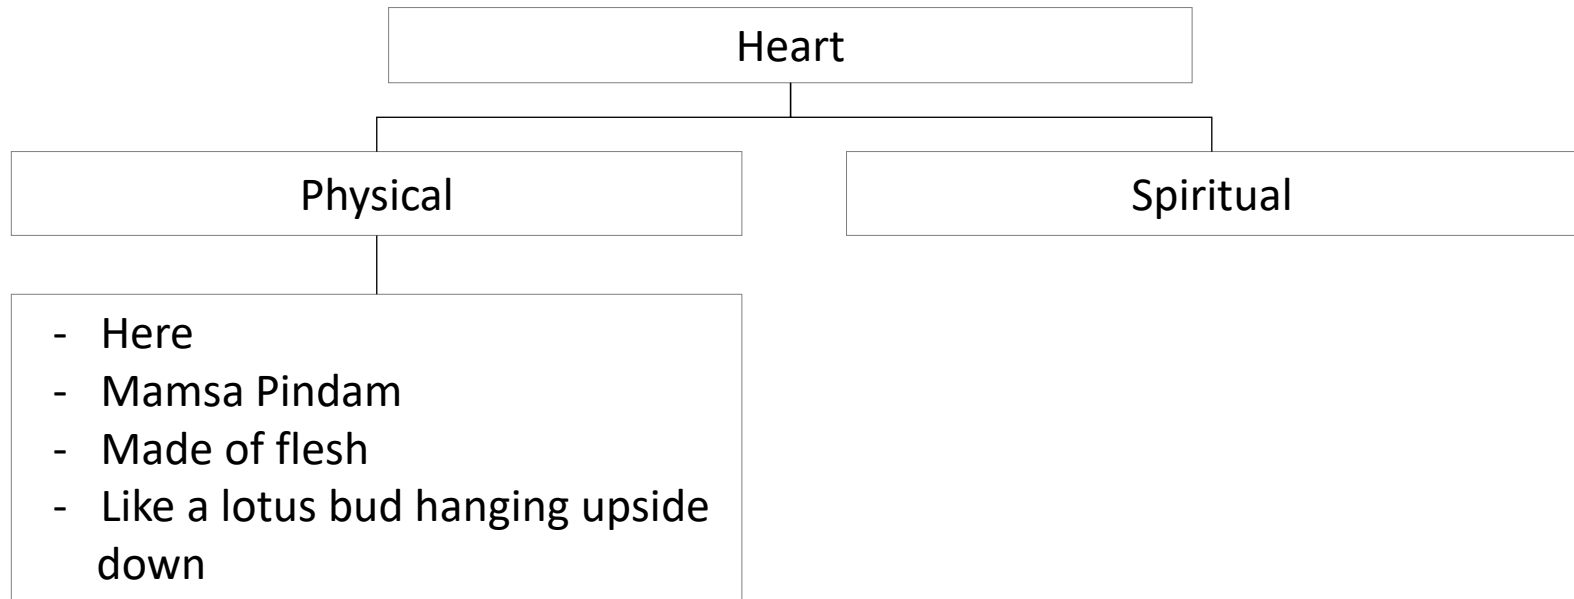 Heart
Physical
Spiritual
- Here
- Mamsa Pindam
- Made of flesh
- Like a lotus bud hanging upside
down